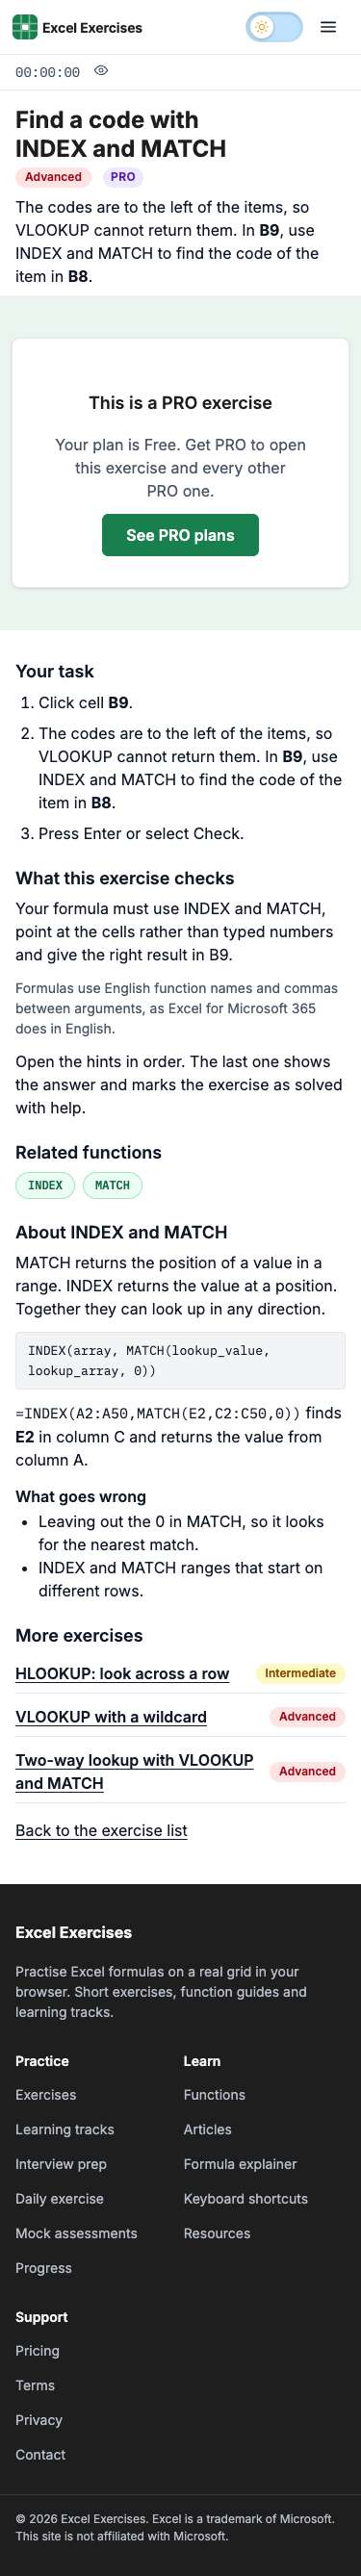 Excel Exercises
00:00:00
Find a code with
INDEX and MATCH
Advanced PRO
The codes are to the left of the items, so
VLOOKUP cannot return them. In B9, use
INDEX and MATCH to find the code of the
item in B8.
This is a PRO exercise
Your plan is Free. Get PRO to open
this exercise and every other
PRO one.
See PRO plans
Your task
1. Click cell B9.
2. The codes are to the left of the items, so
VLOOKUP cannot return them. In B9, use
INDEX and MATCH to find the code of the
item in B8.
3. Press Enter or select Check.
What this exercise checks
Your formula must use INDEX and MATCH,
point at the cells rather than typed numbers
and give the right result in B9.
Formulas use English function names and commas
between arguments, as Excel for Microsoft 365
does in English.
Open the hints in order. The last one shows
the answer and marks the exercise as solved
with help.
Related functions
INDEX MATCH
About INDEX and MATCH
MATCH returns the position of a value in a
range. INDEX returns the value at a position.
Together they can look up in any direction.
INDEX(array, MATCH(lookup_value,
lookup_array, 0))
=INDEX(A2:A50,MATCH(E2,C2:C50,0)) finds
E2 in column C and returns the value from
column A.
What goes wrong
• Leaving out the 0 in MATCH, so it looks
for the nearest match.
• INDEX and MATCH ranges that start on
different rows.
More exercises
HLOOKUP: look across a row Intermediate
VLOOKUP with a wildcard Advanced
Two-way lookup with VLOOKUP
and MATCH Advanced
Back to the exercise list
Excel Exercises
Practise Excel formulas on a real grid in your
browser. Short exercises, function guides and
learning tracks.
Practice
Exercises
Learning tracks
Interview prep
Daily exercise
Mock assessments
Progress
Learn
Functions
Articles
Formula explainer
Keyboard shortcuts
Resources
Support
Pricing
Terms
Privacy
Contact
© 2026 Excel Exercises. Excel is a trademark of Microsoft.
This site is not affiliated with Microsoft.